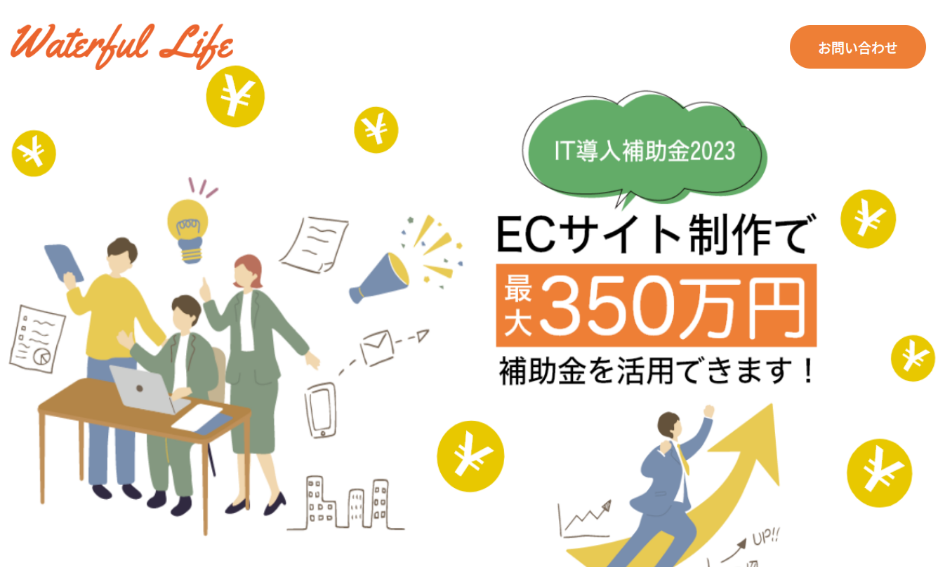 Waterful Life
お問い合わせ
IT導入補助金2023
ECサイト制作で
最大350万円
補助金を活用できます！
UP!!